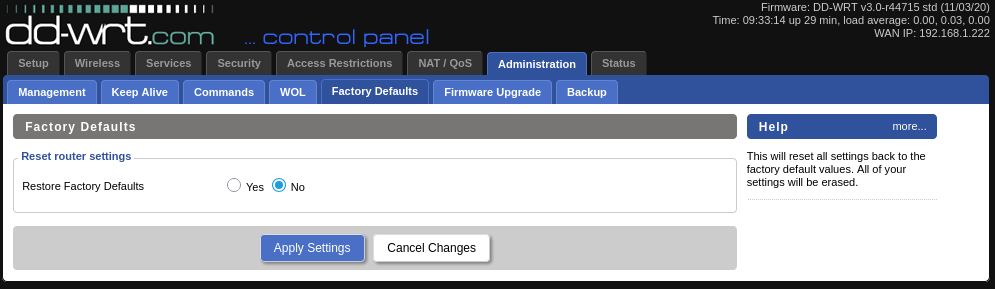 Firmware: DD-WRT v3.0-r44715 std (11/03/20)
Time: 09:33:14 up 29 min, load average: 0.00, 0.03, 0.00
WAN IP: 192.168.1.222
dd-wrt.com ... control panel
Setup Wireless Services Security Access Restrictions NAT / QoS Administration Status
Management Keep Alive Commands WOL Factory Defaults Firmware Upgrade Backup
Factory Defaults
Reset router settings
Restore Factory Defaults Yes No
Apply Settings Cancel Changes
Help more...
This will reset all settings back to the
factory default values. All of your
settings will be erased.